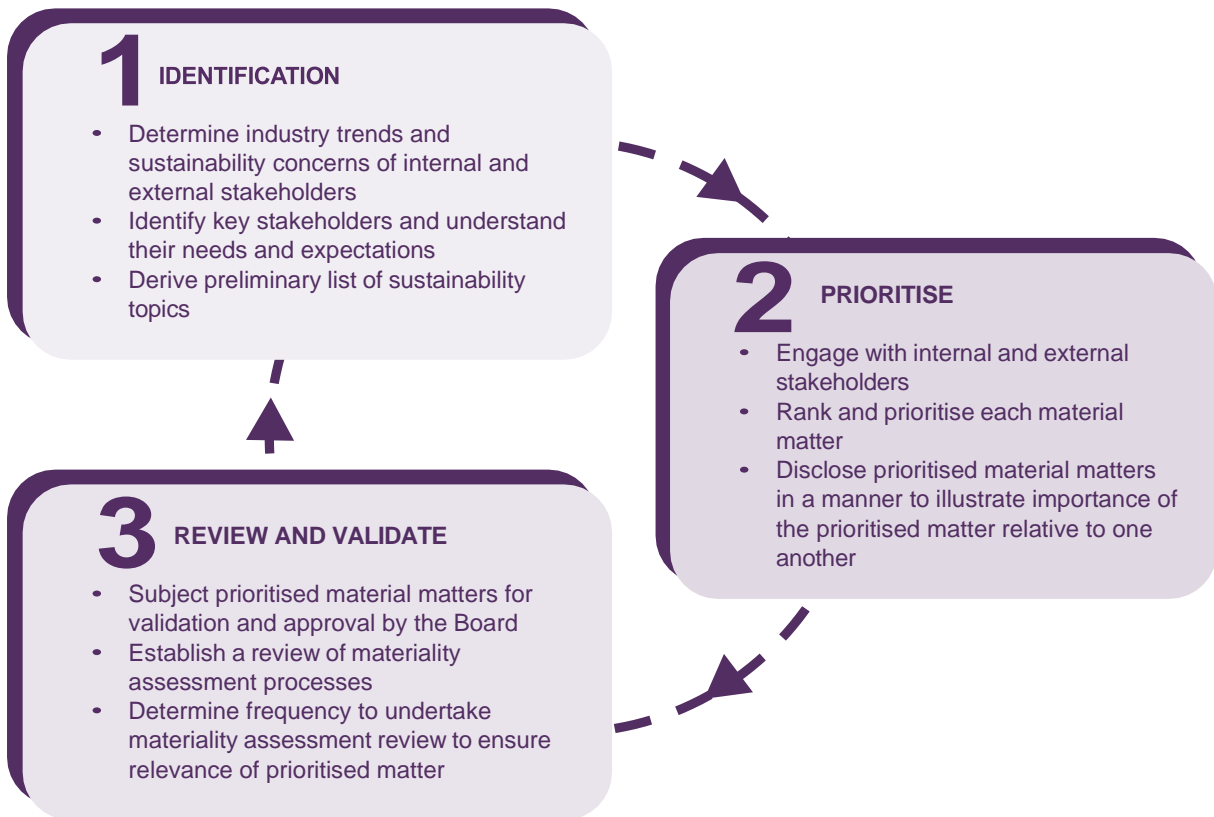 1 IDENTIFICATION
• Determine industry trends and
sustainability concerns of internal and
external stakeholders
• Identify key stakeholders and understand
their needs and expectations
• Derive preliminary list of sustainability
topics
2 PRIORITISE
• Engage with internal and external
stakeholders
• Rank and prioritise each material
matter
• Disclose prioritised material matters
in a manner to illustrate importance of
the prioritised matter relative to one
another
3 REVIEW AND VALIDATE
• Subject prioritised material matters for
validation and approval by the Board
• Establish a review of materiality
assessment processes
• Determine frequency to undertake
materiality assessment review to ensure
relevance of prioritised matter